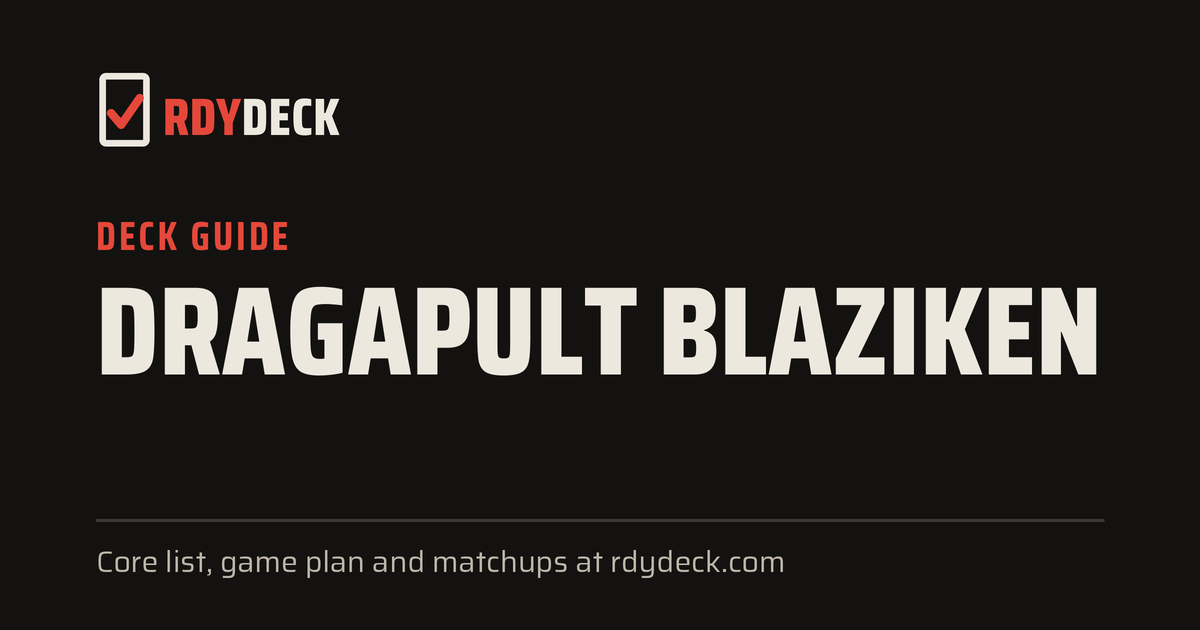 RDYDECK
DECK GUIDE
DRAGAPULT BLAZIKEN
Core list, game plan and matchups at rdydeck.com